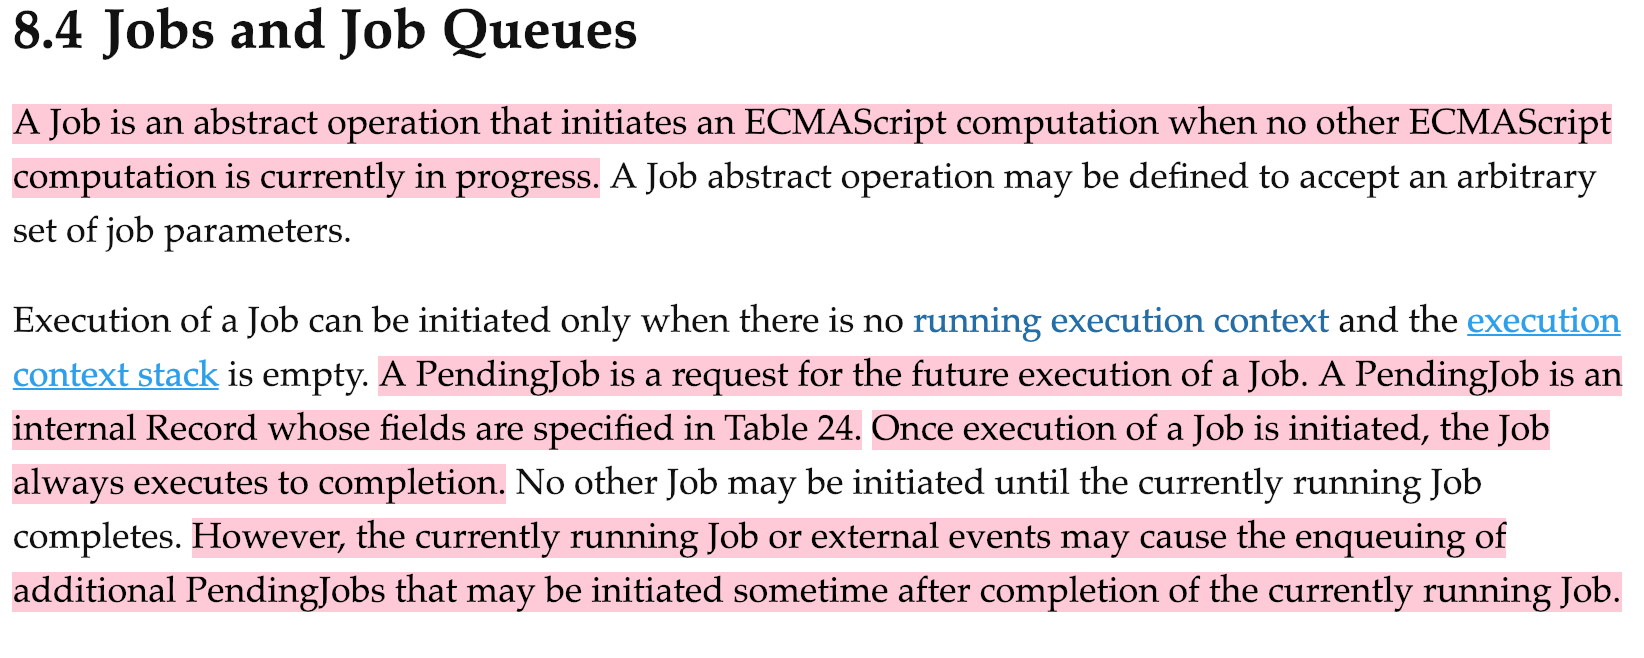 8.4 Jobs and Job Queues
A Job is an abstract operation that initiates an ECMAScript computation when no other ECMAScript
computation is currently in progress. A Job abstract operation may be defined to accept an arbitrary
set of job parameters.
Execution of a Job can be initiated only when there is no running execution context and the execution
context stack is empty. A PendingJob is a request for the future execution of a Job. A PendingJob is an
internal Record whose fields are specified in Table 24. Once execution of a Job is initiated, the Job
always executes to completion. No other Job may be initiated until the currently running Job
completes. However, the currently running Job or external events may cause the enqueuing of
additional PendingJobs that may be initiated sometime after completion of the currently running Job.